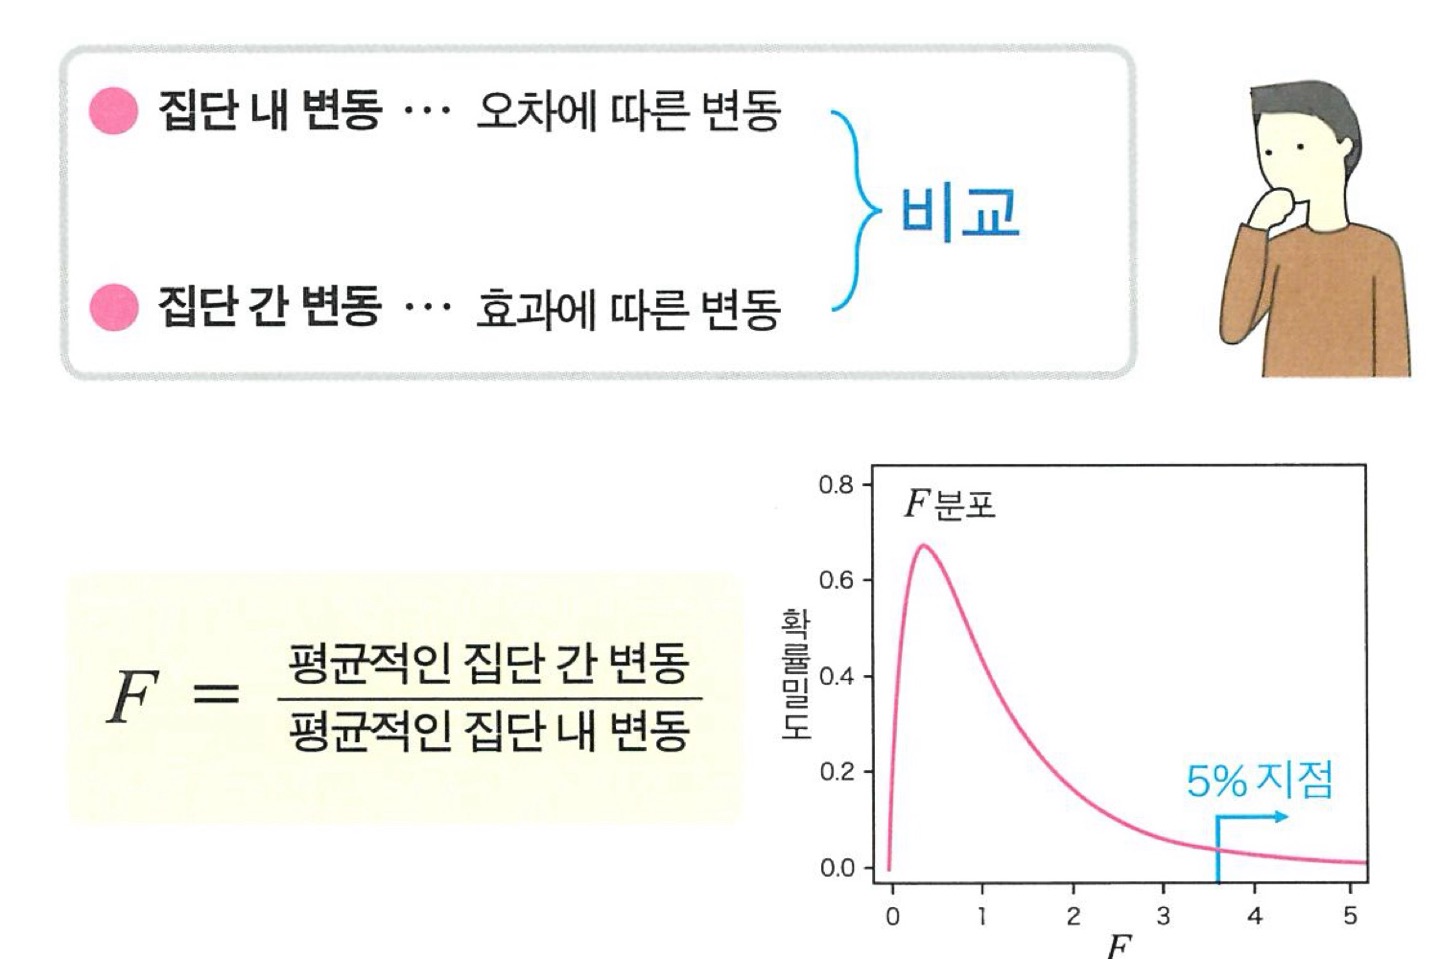 집단 내 변동 ··· 오차에 따른 변동
비교
집단 간 변동 ··· 효과에 따른 변동
F = 평균적인 집단 간 변동
평균적인 집단 내 변동
F분포
확률밀도
0.8
0.6
0.4
0.2
0.0
5% 지점
0 1 2 3 4 5
F